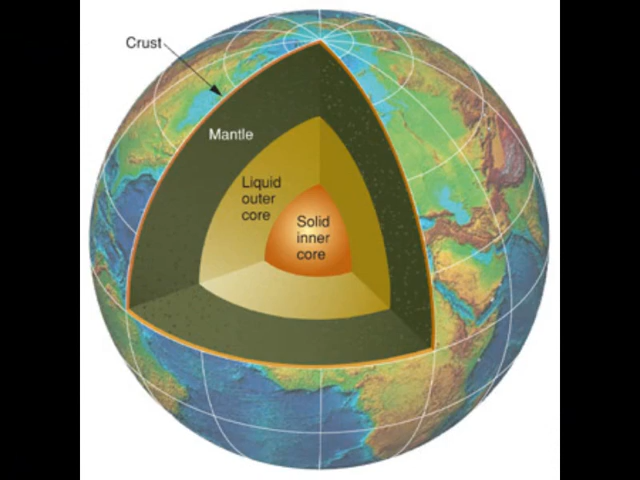 Crust
Mantle
Liquid
outer
core
Solid
inner
core